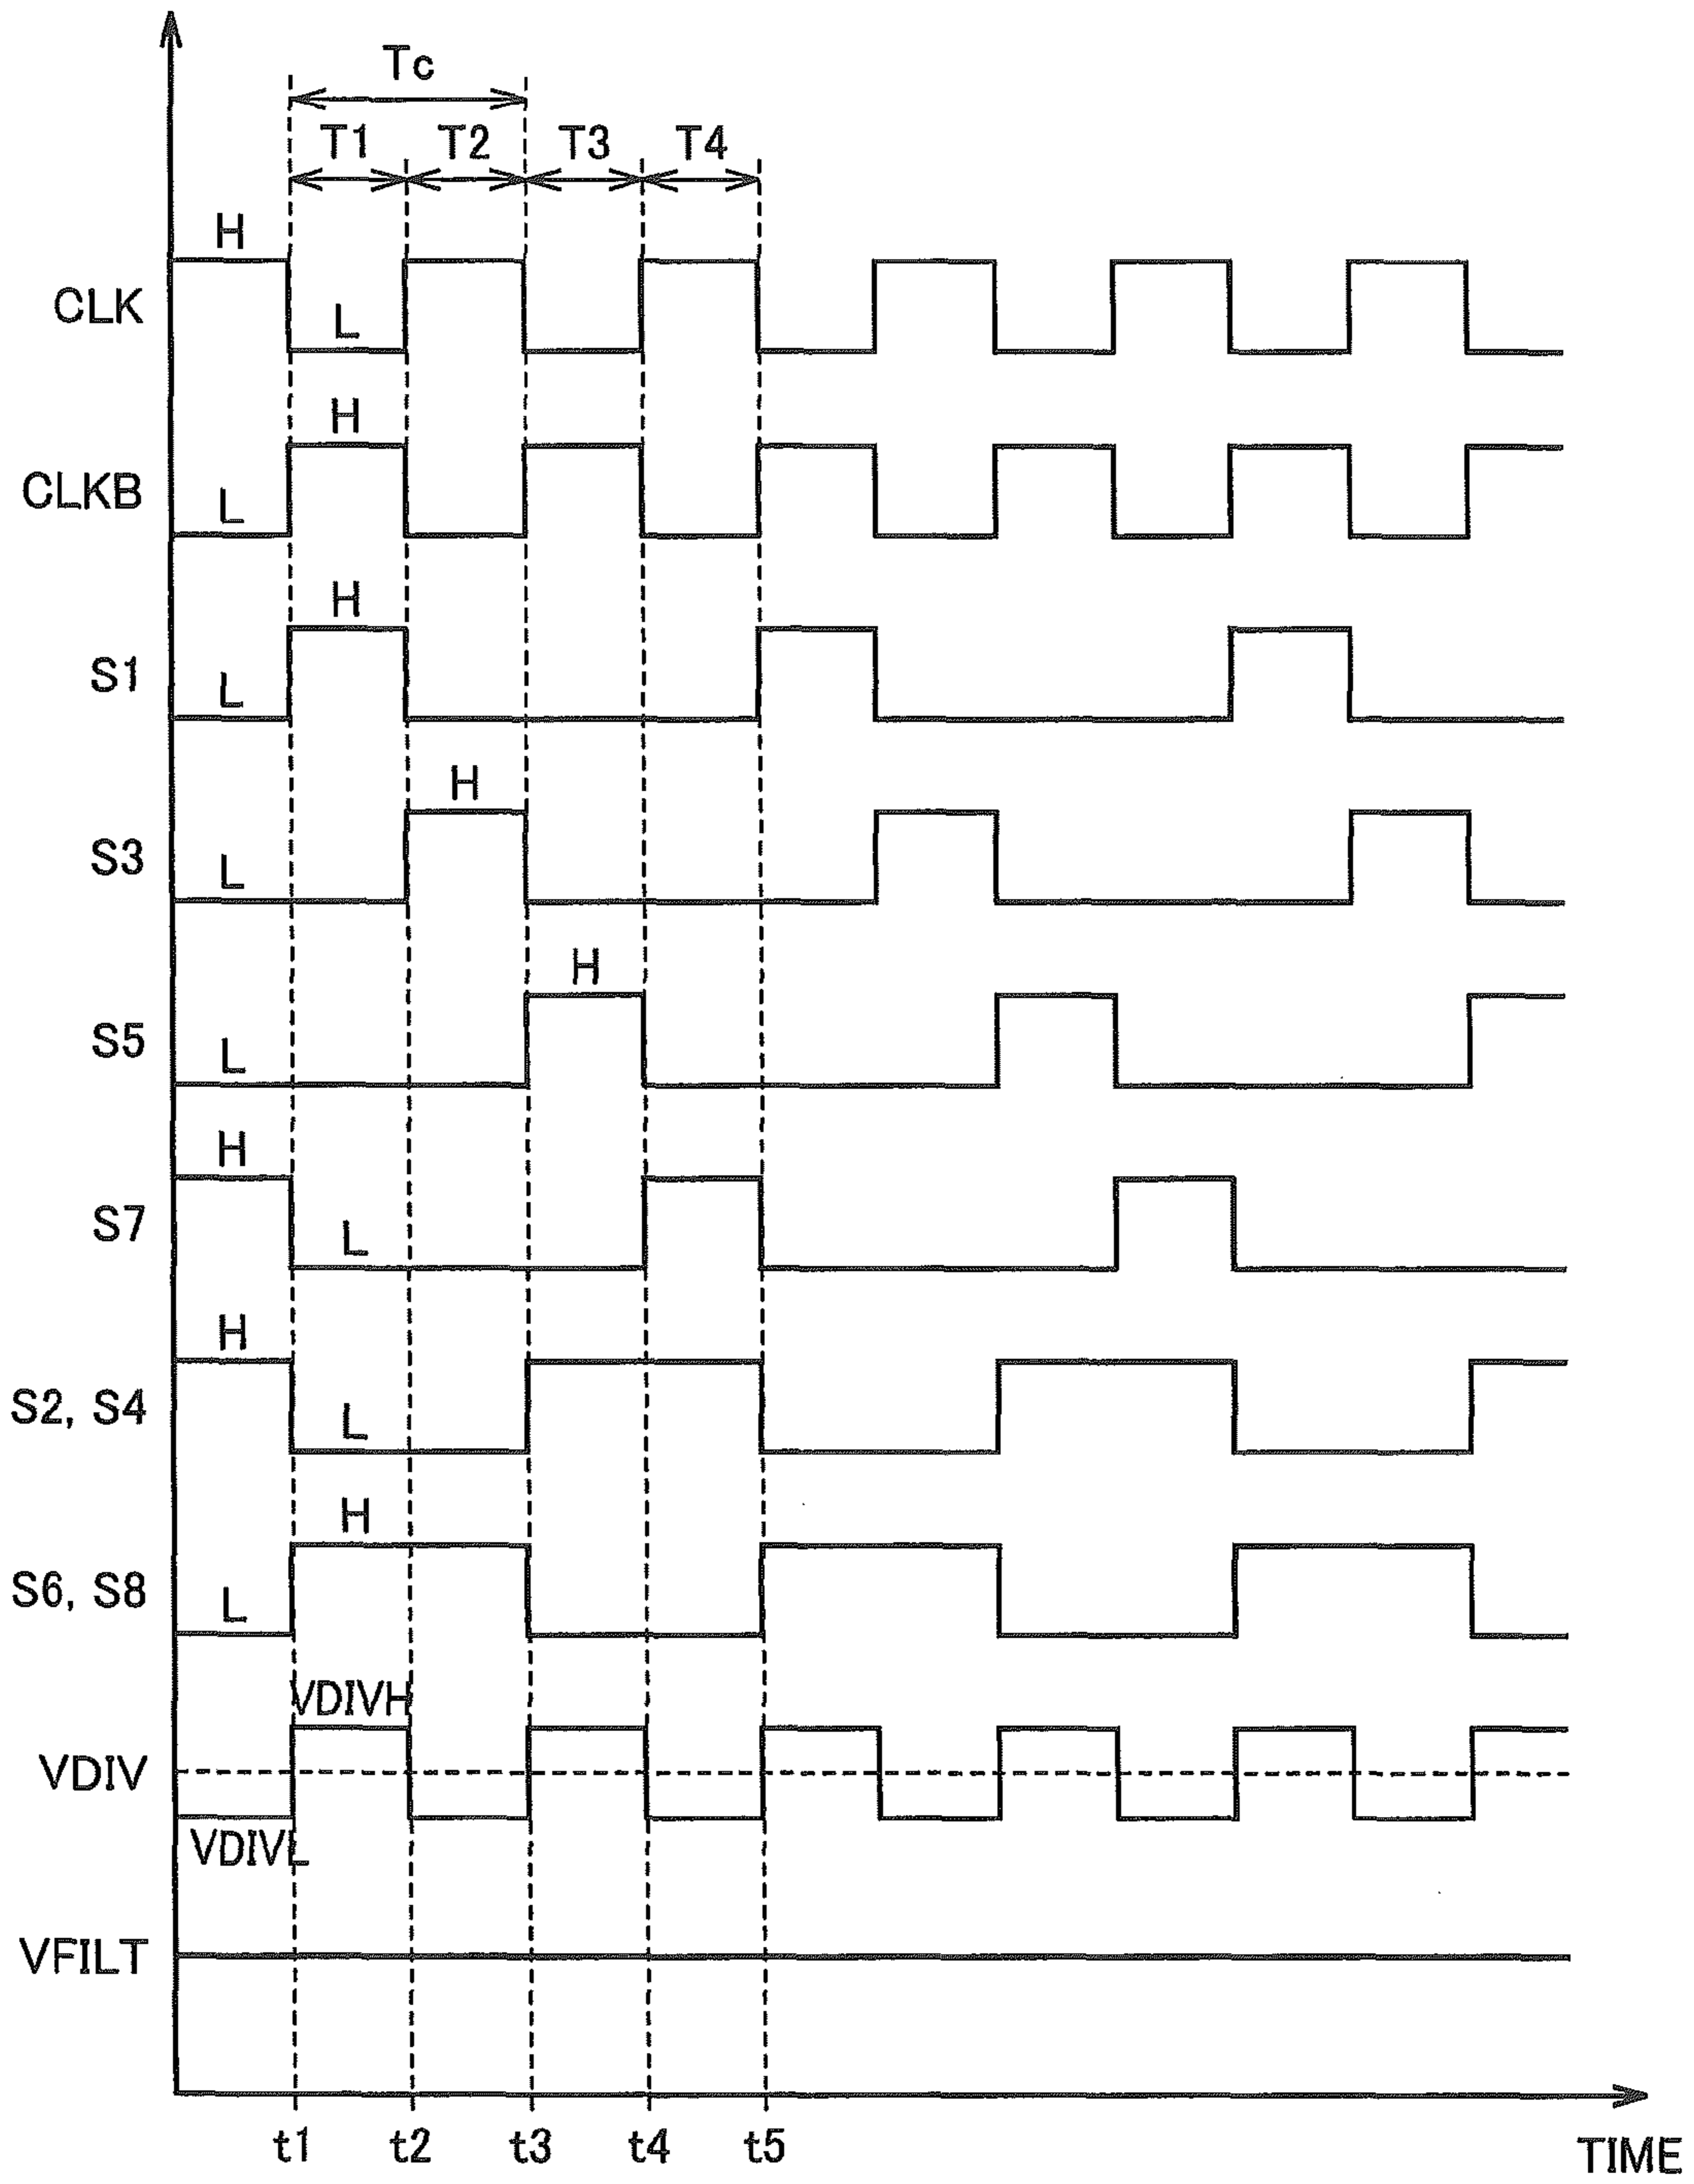 Tc
T1 T2 T3 T4
H
CLK L
H
CLKB L
H
S1 L
H
S3 L
H
S5 L
H
S7 L
H
S2, S4 L
H
S6, S8 L
VDIVH
VDIV
VDIVL
VFILT
t1 t2 t3 t4 t5
TIME